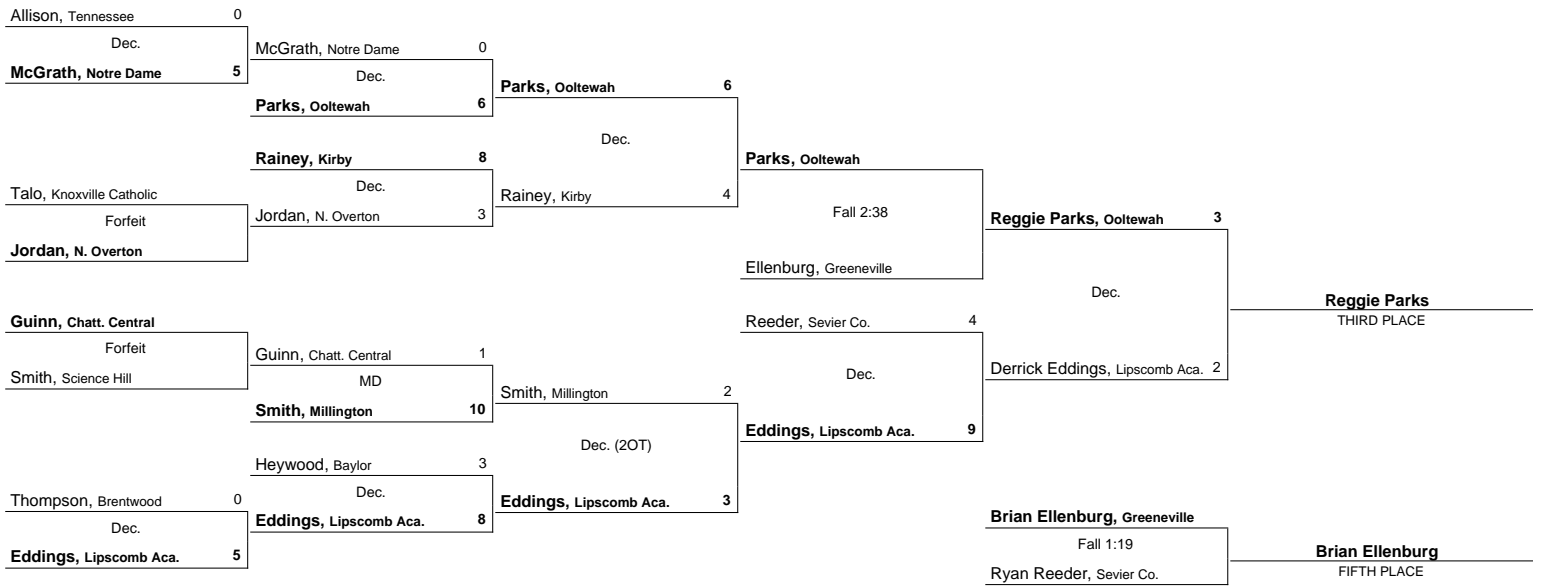 Allison, Tennessee 0
Dec.
McGrath, Notre Dame 5
Talo, Knoxville Catholic
Forfeit
Jordan, N. Overton
Guinn, Chatt. Central
Forfeit
Smith, Science Hill
Thompson, Brentwood 0
Dec.
Eddings, Lipscomb Aca. 5
McGrath, Notre Dame 0
Dec.
Parks, Ooltewah 6
Rainey, Kirby 8
Dec.
Jordan, N. Overton 3
Guinn, Chatt. Central 1
MD
Smith, Millington 10
Heywood, Baylor 3
Dec.
Eddings, Lipscomb Aca. 8
Parks, Ooltewah 6
Dec.
Rainey, Kirby 4
Smith, Millington 2
Dec. (2OT)
Eddings, Lipscomb Aca. 3
Parks, Ooltewah
Fall 2:38
Ellenburg, Greeneville
Reeder, Sevier Co. 4
Dec.
Eddings, Lipscomb Aca. 9
Reggie Parks, Ooltewah 3
Dec.
Derrick Eddings, Lipscomb Aca. 2
Reggie Parks
THIRD PLACE
Brian Ellenburg, Greeneville
Fall 1:19
Ryan Reeder, Sevier Co.
Brian Ellenburg
FIFTH PLACE